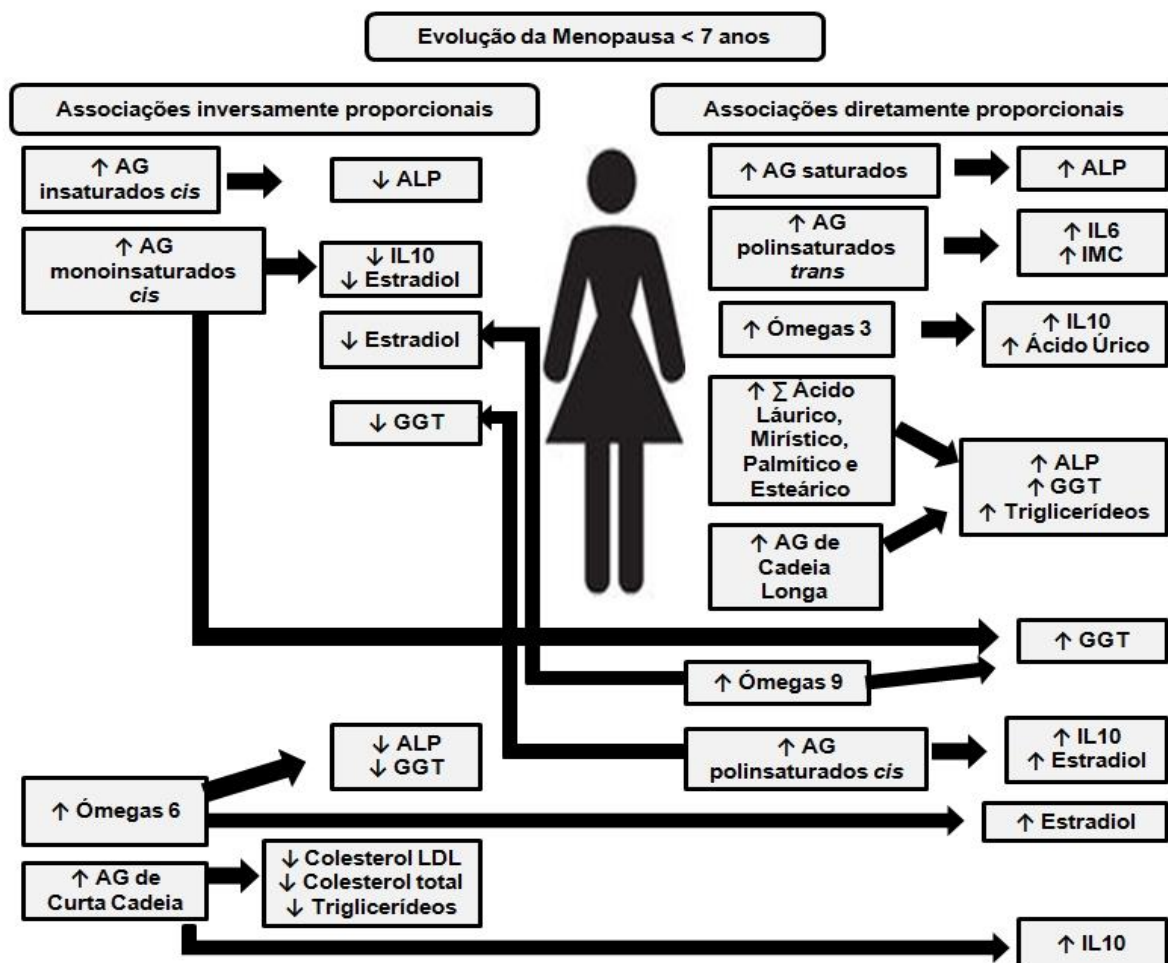 Evolução da Menopausa < 7 anos
Associações inversamente proporcionais
Associações diretamente proporcionais
↑ AG
insaturados cis
↓ ALP
↑ AG
monoinsaturados
cis
↓ IL10
↓ Estradiol
↓ Estradiol
↓ GGT
↑ AG saturados
↑ ALP
↑ AG
polinsaturados
trans
↑ IL6
↑ IMC
↑ Ómegas 3
↑ IL10
↑ Ácido Úrico
↑ ∑ Ácido
Láurico,
Mirístico,
Palmítico e
Esteárico
↑ ALP
↑ GGT
↑ Triglicerídeos
↑ AG de
Cadeia
Longa
↑ GGT
↑ Ómegas 9
↓ ALP
↓ GGT
↑ AG
polinsaturados cis
↑ IL10
↑ Estradiol
↑ Ómegas 6
↑ Estradiol
↑ AG de
Curta Cadeia
↓ Colesterol LDL
↓ Colesterol total
↓ Triglicerídeos
↑ IL10